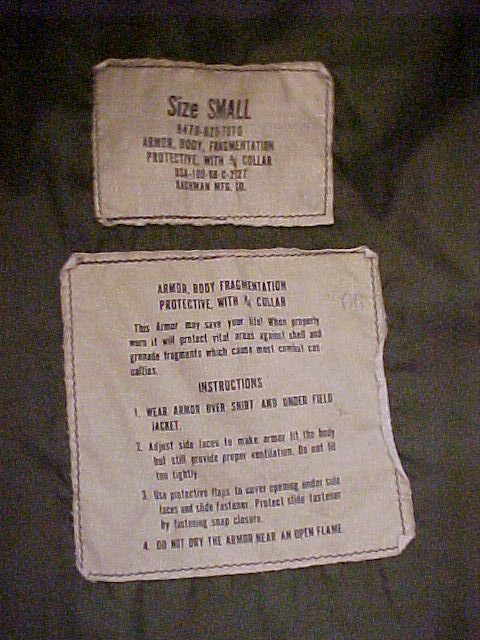 Size SMALL
8470-823-7370
ARMOR, BODY, FRAGMENTATION
PROTECTIVE, WITH ¾ COLLAR
DSA-100-68-C-2127
BACHMAN MFG. CO.
ARMOR, BODY FRAGMENTATION
PROTECTIVE, WITH ¾ COLLAR
This Armor may save your life! When properly
worn it will protect vital areas against shell and
grenade fragments which cause most combat cas
ualties.
INSTRUCTIONS
1. WEAR ARMOR OVER SHIRT AND UNDER FIELD
JACKET.
2. Adjust side laces to make armor fit the body
but still provide proper ventilation. Do not fit
too tightly.
3. Use protective flaps to cover opening under side
laces and slide fastener. Protect slide fastener
by fastening snap closure.
4. DO NOT DRY THE ARMOR NEAR AN OPEN FLAME.